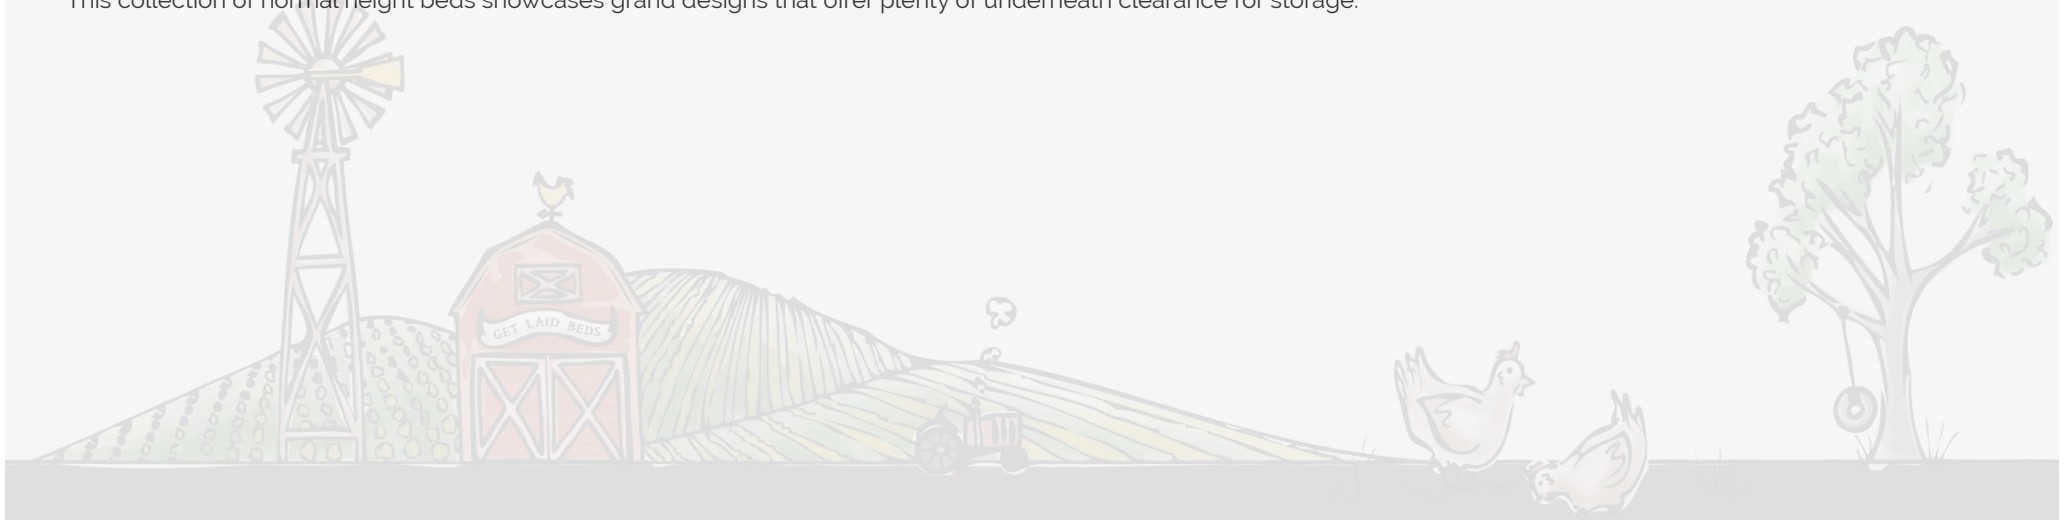 This collection of normal height beds showcases grand designs that offer plenty of underneath clearance for storage.
GET LAID BEDS